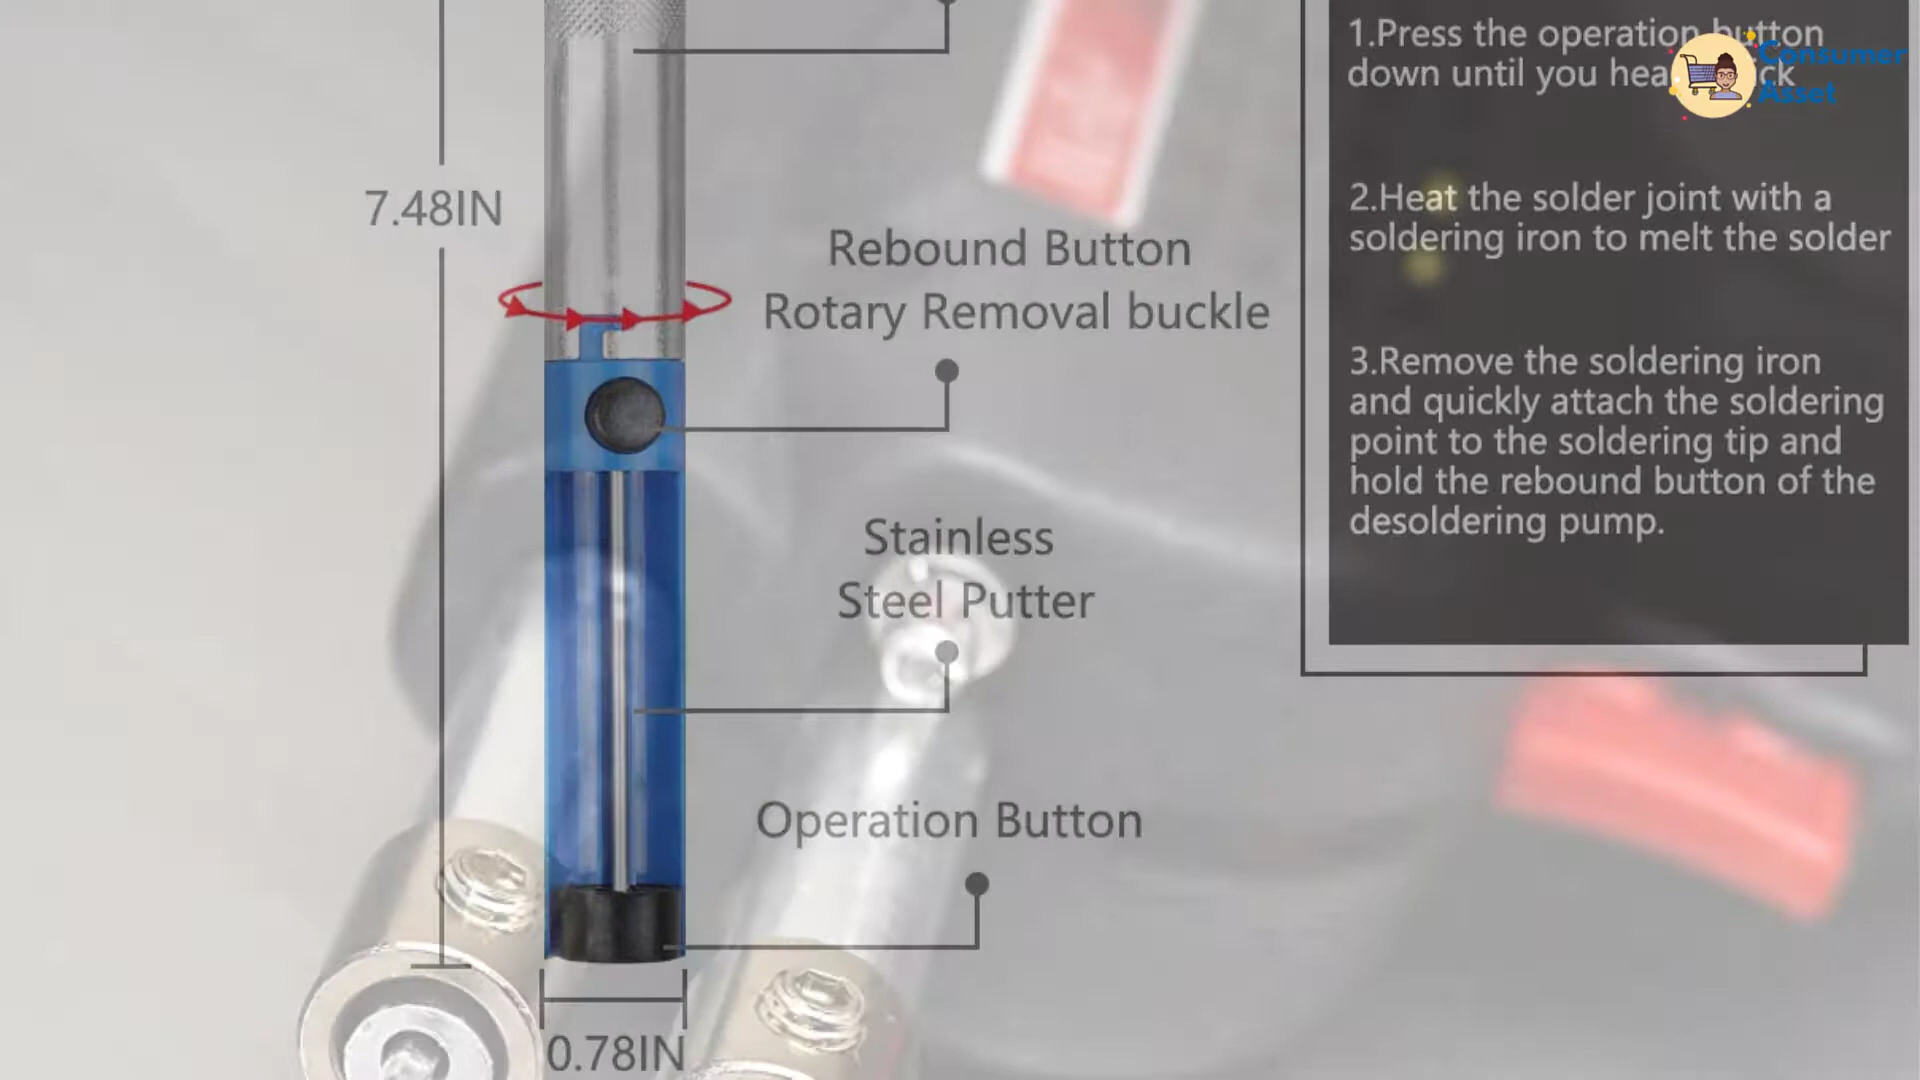 7.48IN
Rebound Button
Rotary Removal buckle
Stainless
Steel Putter
Operation Button
0.78IN
1.Press the operation button
down until you
2.Heat the solder joint with a
soldering iron to melt the solder
3.Remove the soldering iron
and quickly attach the soldering
point to the soldering tip and
hold the rebound button of the
desoldering pump.
Consumer
Asset